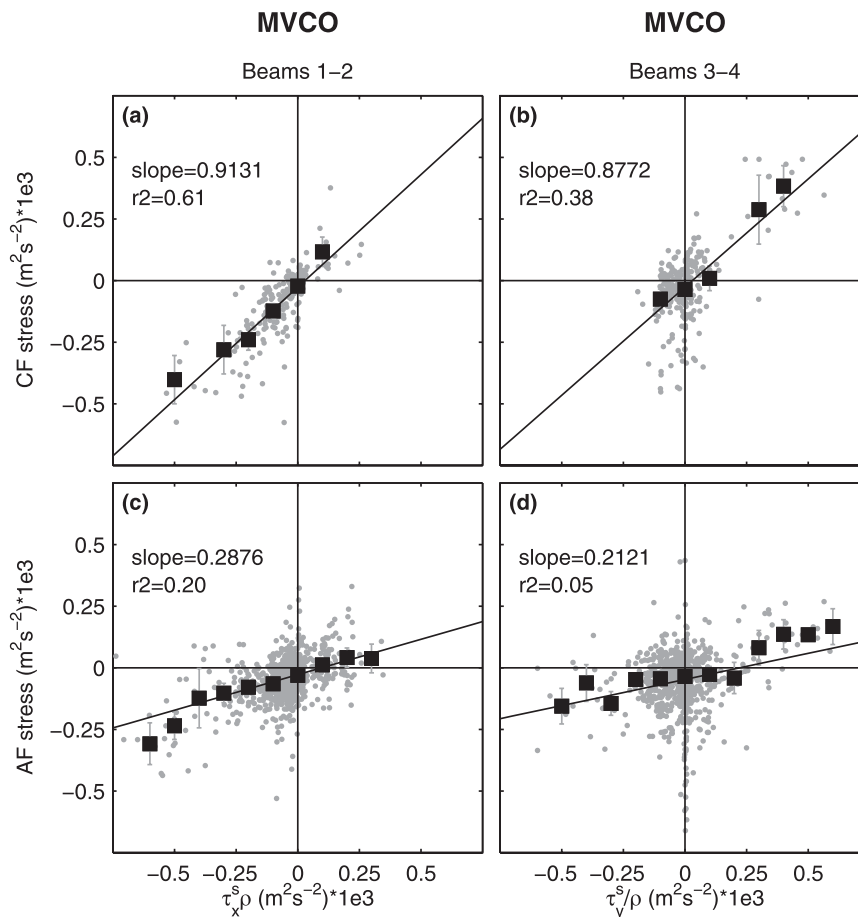 MVCO MVCO
Beams 1−2 Beams 3−4
(a)
slope=0.9131
r2=0.61
(b)
slope=0.8772
r2=0.38
CF stress (m²s⁻²)*1e3
0.5
0.25
0
−0.25
−0.5
(c)
slope=0.2876
r2=0.20
(d)
slope=0.2121
r2=0.05
AF stress (m²s⁻²)*1e3
0.5
0.25
0
−0.25
−0.5
−0.5 −0.25 0 0.25 0.5
−0.5 −0.25 0 0.25 0.5
τₓˢρ (m²s⁻²)*1e3
τᵧˢ/ρ (m²s⁻²)*1e3